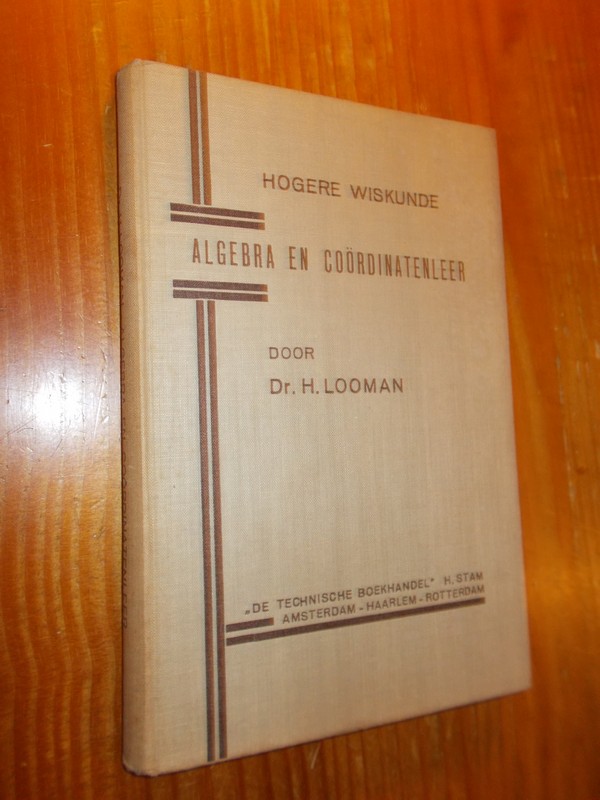 HOGERE WISKUNDE
ALGEBRA EN COÖRDINATENLEER
DOOR
Dr. H. LOOMAN
„DE TECHNISCHE BOEKHANDEL” H. STAM
AMSTERDAM - HAARLEM - ROTTERDAM